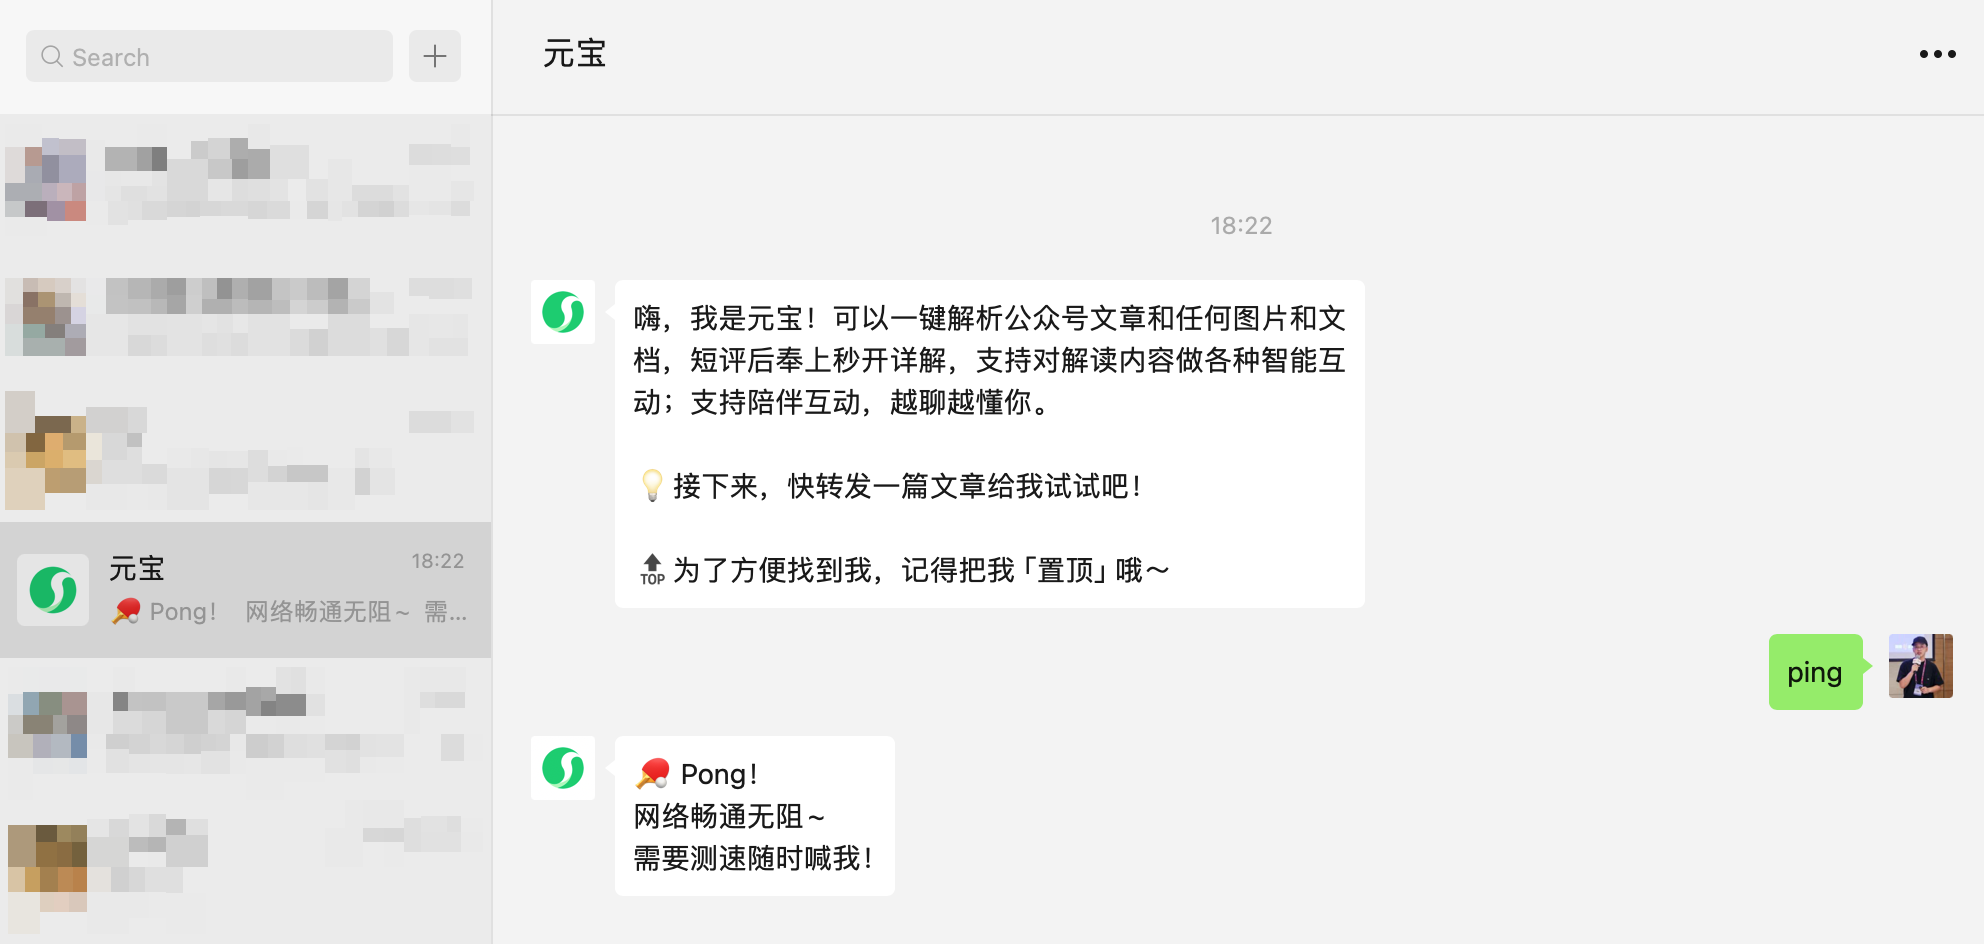 Search
元宝
18:22
🏓 Pong！ 网络畅通无阻～ 需...
元宝
18:22
嗨，我是元宝！可以一键解析公众号文章和任何图片和文
档，短评后奉上秒开详解，支持对解读内容做各种智能互
动；支持陪伴互动，越聊越懂你。
💡接下来，快转发一篇文章给我试试吧！
🔝为了方便找到我，记得把我「置顶」哦～
ping
🏓 Pong！
网络畅通无阻～
需要测速随时喊我！